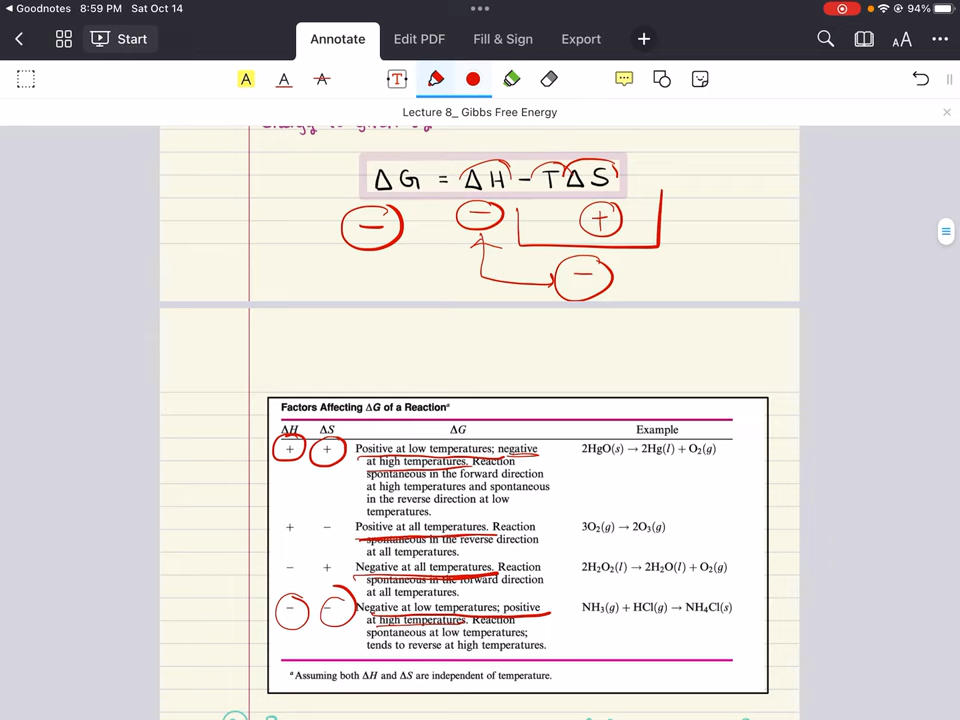 Goodnotes 8:59 PM Sat Oct 14 94%
Start Annotate Edit PDF Fill & Sign Export
A A A T
Lecture 8_ Gibbs Free Energy
ΔG = ΔH - TΔS
- - +
-
Factors Affecting ΔG of a Reactionᵃ
ΔH ΔS ΔG Example
+ + Positive at low temperatures; negative 2HgO(s) → 2Hg(l) + O₂(g)
at high temperatures. Reaction
spontaneous in the forward direction
at high temperatures and spontaneous
in the reverse direction at low
temperatures.
+ − Positive at all temperatures. Reaction 3O₂(g) → 2O₃(g)
spontaneous in the reverse direction
at all temperatures.
− + Negative at all temperatures. Reaction 2H₂O₂(l) → 2H₂O(l) + O₂(g)
spontaneous in the forward direction
at all temperatures.
− − Negative at low temperatures; positive NH₃(g) + HCl(g) → NH₄Cl(s)
at high temperatures. Reaction
spontaneous at low temperatures;
tends to reverse at high temperatures.
ᵃ Assuming both ΔH and ΔS are independent of temperature.